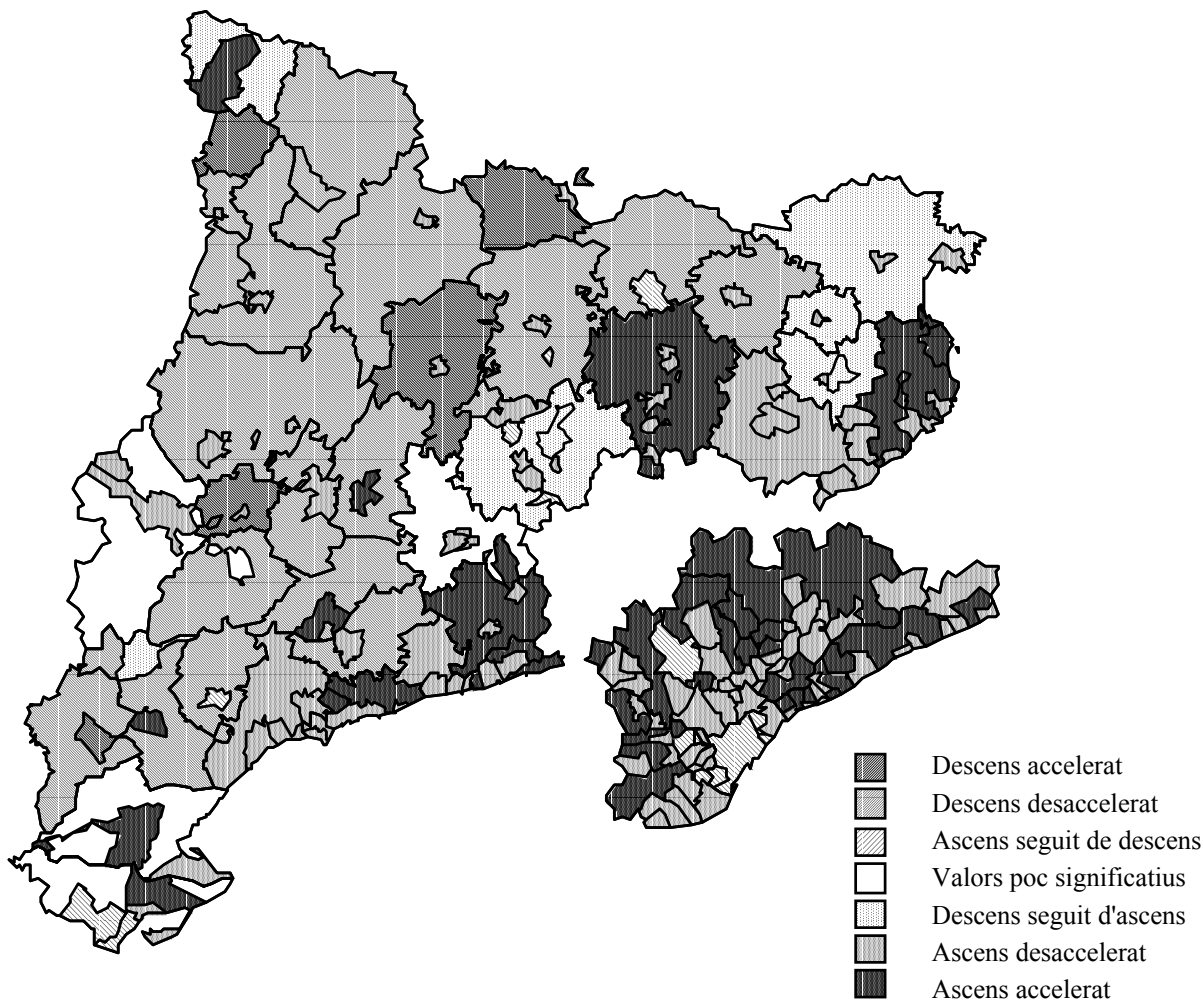 Descens accelerat
Descens desaccelerat
Ascens seguit de descens
Valors poc significatius
Descens seguit d'ascens
Ascens desaccelerat
Ascens accelerat